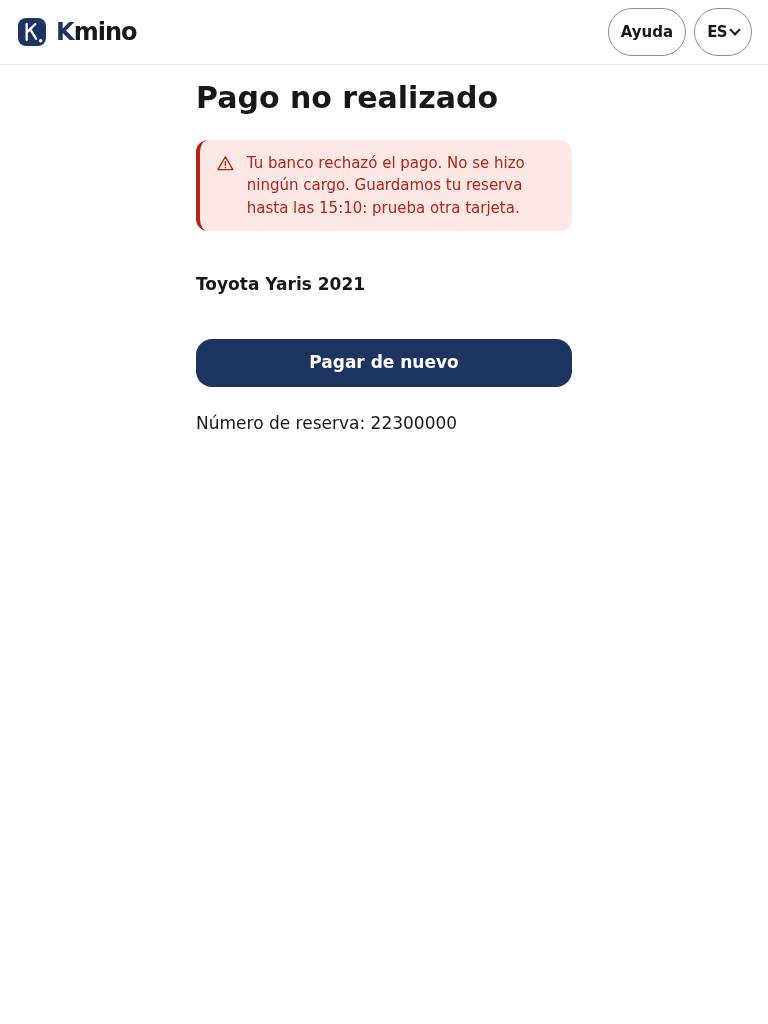 K.
Kmino
Ayuda
ES
Pago no realizado
Tu banco rechazó el pago. No se hizo
ningún cargo. Guardamos tu reserva
hasta las 15:10: prueba otra tarjeta.
Toyota Yaris 2021
Pagar de nuevo
Número de reserva: 22300000